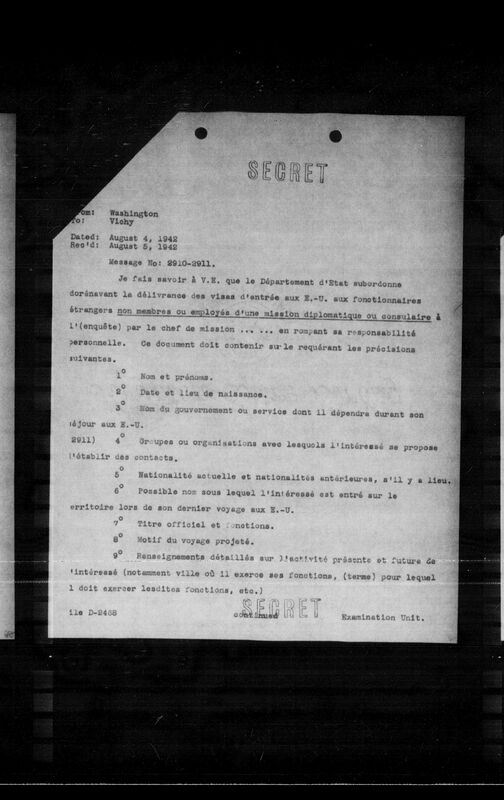 SECRET
om: Washington
To: Vichy
Dated: August 4, 1942
Rec'd: August 5, 1942
Message No: 2910-2911.
Je fais savoir à V.E. que le Département d'Etat subordonne
dorénavant la délivrance des visas d'entrée aux E.-U. aux fonctionnaires
étrangers non membres ou employés d'une mission diplomatique ou consulaire à
l'(enquête) par le chef de mission ... ... en rompant sa responsabilité
personnelle. Ce document doit contenir sur le requérant les précisions
suivantes.
1° Nom et prénoms.
2° Date et lieu de naissance.
3° Nom du gouvernement ou service dont il dépendra durant son
séjour aux E.-U.
2911) 4° Groupes ou organisations avec lesquels l'intéressé se propose
d'établir des contacts.
5° Nationalité actuelle et nationalités antérieures, s'il y a lieu.
6° Possible nom sous lequel l'intéressé est entré sur le
erritoire lors de son dernier voyage aux E.-U.
7° Titre officiel et fonctions.
8° Motif du voyage projeté.
9° Renseignements détaillés sur l'activité présente et future de
'intéressé (notamment ville où il exerce ses fonctions, (terme) pour lequel
l doit exercer lesdites fonctions, etc.)
ile D-2468 continued Examination Unit.
SECRET